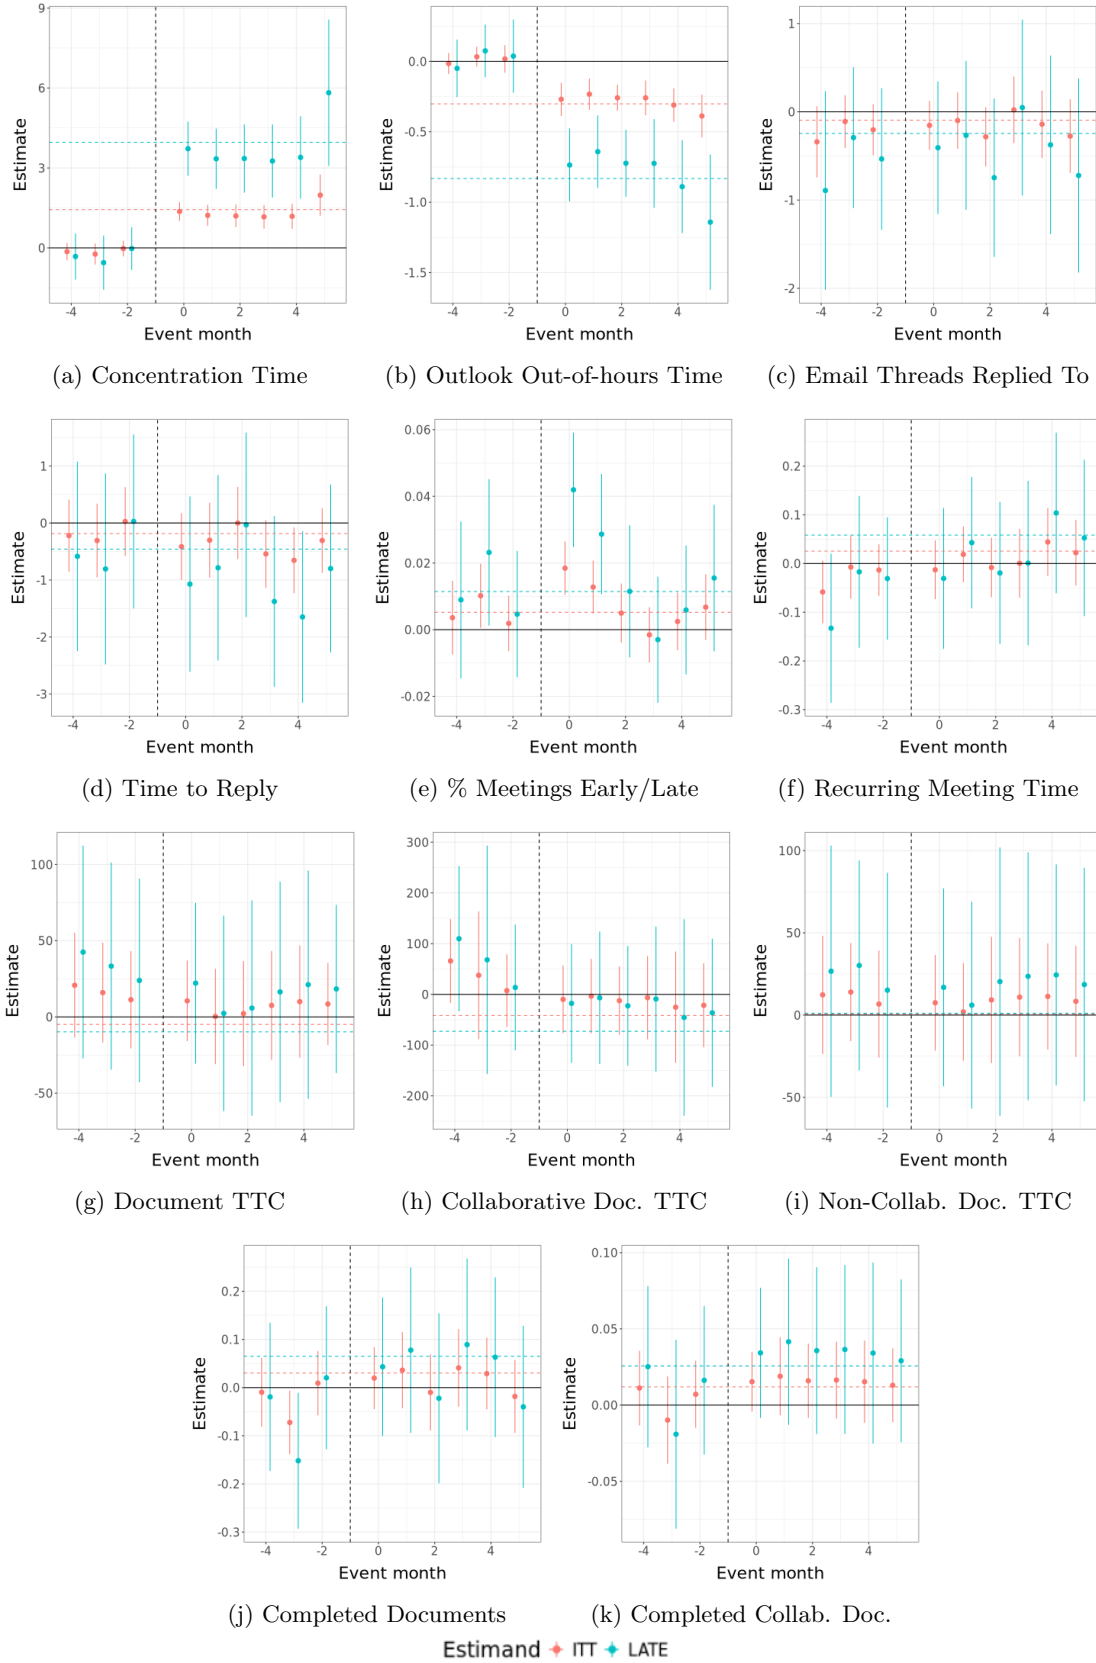 9
6
3
0
Estimate
-4 -2 0 2 4
Event month
(a) Concentration Time
0.0
-0.5
-1.0
-1.5
Estimate
-4 -2 0 2 4
Event month
(b) Outlook Out-of-hours Time
1
0
-1
-2
Estimate
-4 -2 0 2 4
Event month
(c) Email Threads Replied To
1
0
-1
-2
-3
Estimate
-4 -2 0 2 4
Event month
(d) Time to Reply
0.06
0.04
0.02
0.00
-0.02
Estimate
-4 -2 0 2 4
Event month
(e) % Meetings Early/Late
0.2
0.1
0.0
-0.1
-0.2
-0.3
Estimate
-4 -2 0 2 4
Event month
(f) Recurring Meeting Time
100
50
0
-50
Estimate
-4 -2 0 2 4
Event month
(g) Document TTC
300
200
100
0
-100
-200
Estimate
-4 -2 0 2 4
Event month
(h) Collaborative Doc. TTC
100
50
0
-50
Estimate
-4 -2 0 2 4
Event month
(i) Non-Collab. Doc. TTC
0.2
0.1
0.0
-0.1
-0.2
-0.3
Estimate
-4 -2 0 2 4
Event month
(j) Completed Documents
0.10
0.05
0.00
-0.05
Estimate
-4 -2 0 2 4
Event month
(k) Completed Collab. Doc.
Estimand ITT LATE